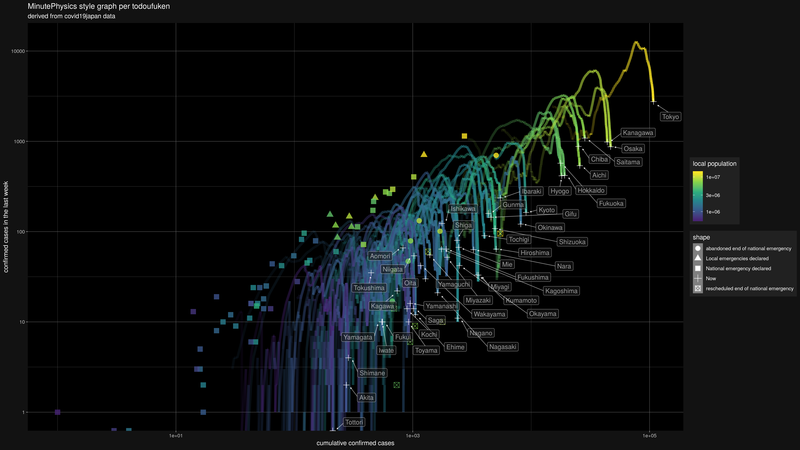 MinutePhysics style graph per todoufuken
derived from covid19japan data
confirmed cases in the last week
10000
1000
100
10
1
1e+01
1e+03
1e+05
cumulative confirmed cases
Tokyo
Kanagawa
Osaka
Saitama
Chiba
Aichi
Hokkaido
Hyogo
Fukuoka
Ibaraki
Gunma
Ishikawa
Kyoto
Gifu
Okinawa
Shiga
Tochigi
Shizuoka
Hiroshima
Aomori
Niigata
Mie
Nara
Fukushima
Kagoshima
Tokushima
Oita
Yamaguchi
Miyagi
Miyazaki
Kumamoto
Kagawa
Yamanashi
Wakayama
Okayama
Saga
Yamagata
Fukui
Kochi
Nagano
Iwate
Toyama
Ehime
Nagasaki
Shimane
Akita
Tottori
local population
1e+07
3e+06
1e+06
shape
abandoned end of national emergency
Local emergencies declared
National emergency declared
Now
rescheduled end of national emergency